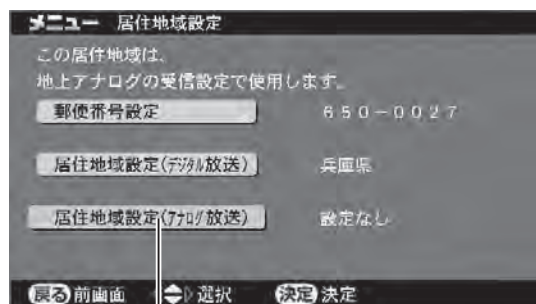 メニュー 居住地域設定
この居住地域は、
地上アナログの受信設定で使用します。
郵便番号設定 650-0027
居住地域設定(デジタル放送) 兵庫県
居住地域設定(アナログ放送) 設定なし
戻る 前画面 選択 決定 決定